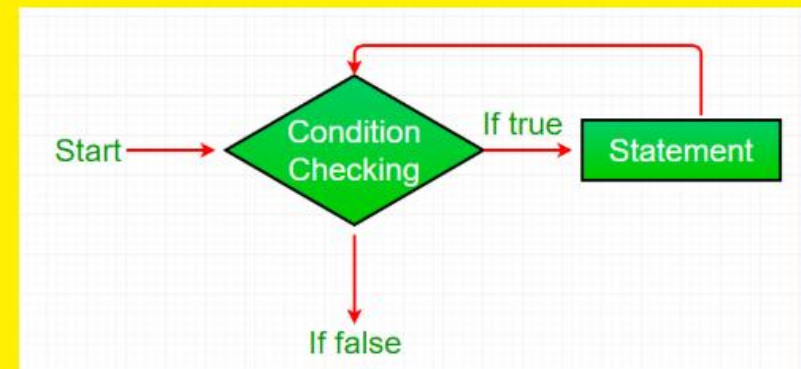 Start
Condition
Checking
If true
Statement
If false